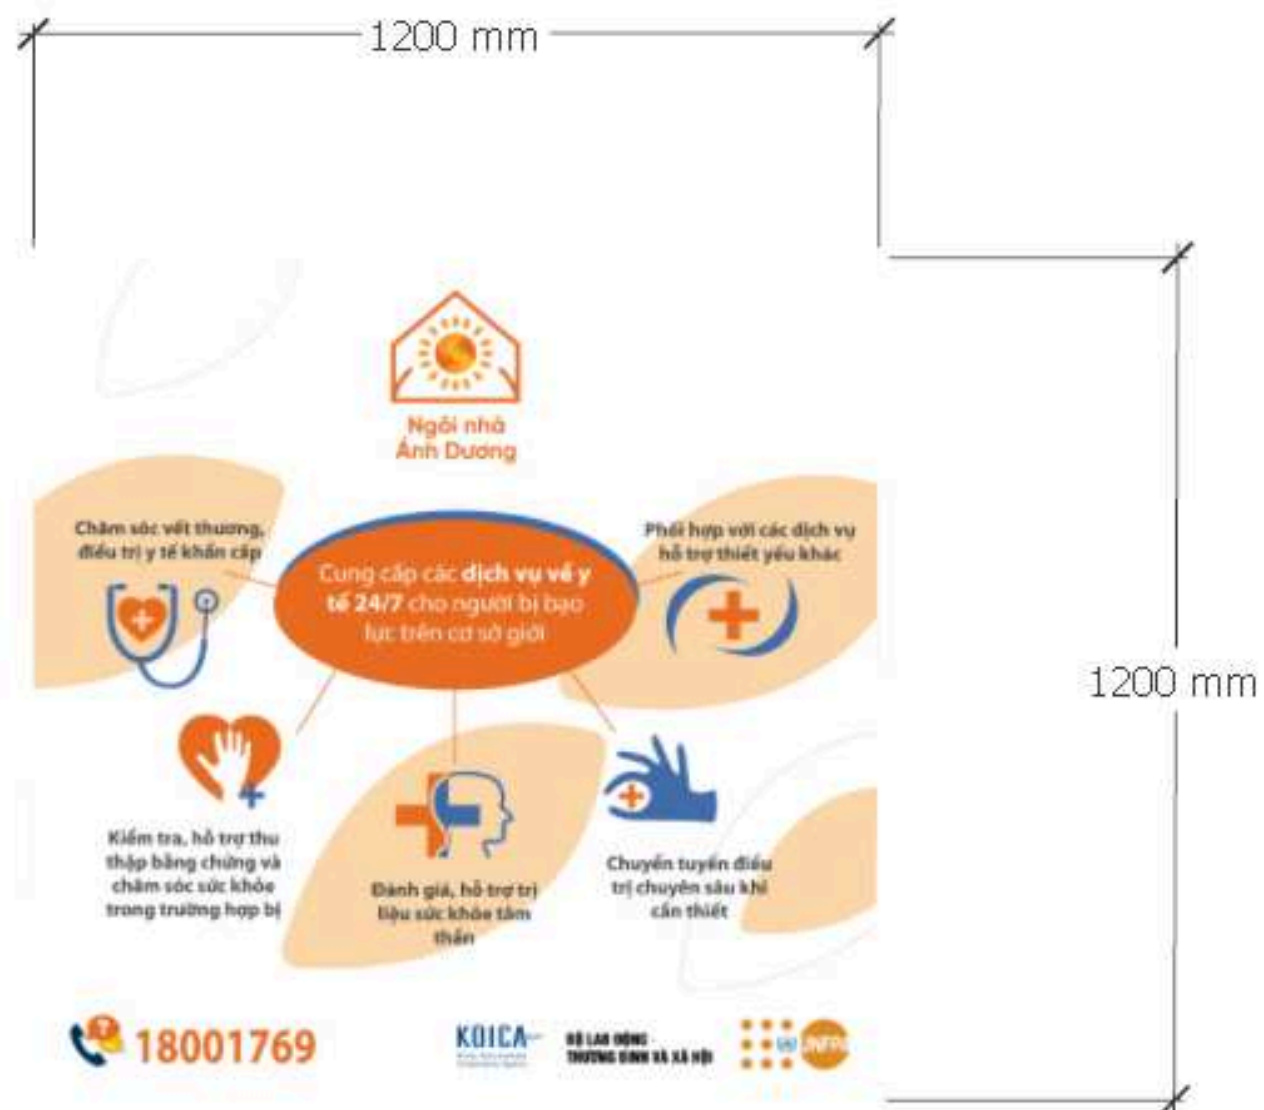 1200 mm
Ngôi nhà
Ánh Dương
Chăm sóc vết thương,
điều trị y tế khẩn cấp
Phối hợp với các dịch vụ
hỗ trợ thiết yếu khác
Cung cấp các dịch vụ về y
tế 24/7 cho người bị bạo
lực trên cơ sở giới
1200 mm
Kiểm tra, hỗ trợ thu
thập bằng chứng và
chăm sóc sức khỏe
trong trường hợp bị
Đánh giá, hỗ trợ trị
liệu sức khỏe tâm
thần
Chuyển tuyến điều
trị chuyên sâu khi
cần thiết
18001769
KOICA
BỘ LAO ĐỘNG -
THƯƠNG BINH VÀ XÃ HỘI
UNFPA